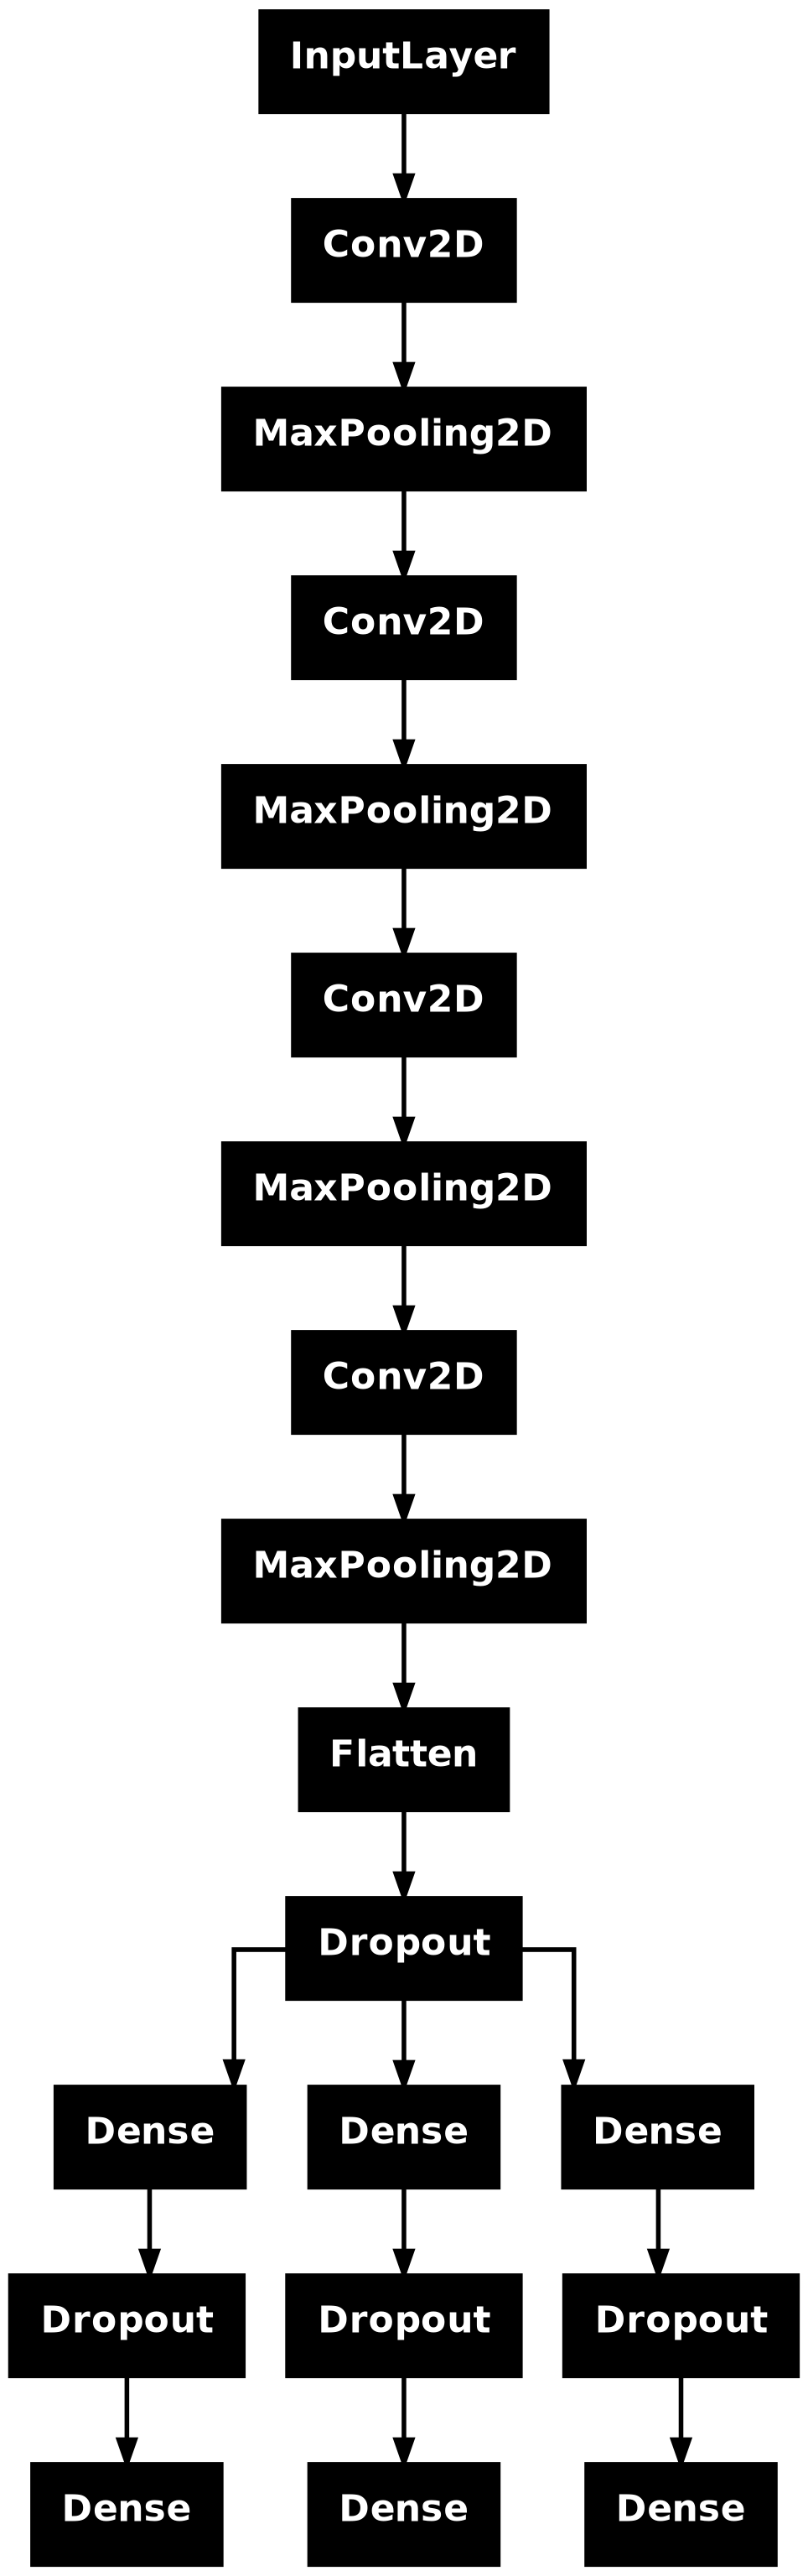 InputLayer
Conv2D
MaxPooling2D
Conv2D
MaxPooling2D
Conv2D
MaxPooling2D
Conv2D
MaxPooling2D
Flatten
Dropout
Dense Dense Dense
Dropout Dropout Dropout
Dense Dense Dense